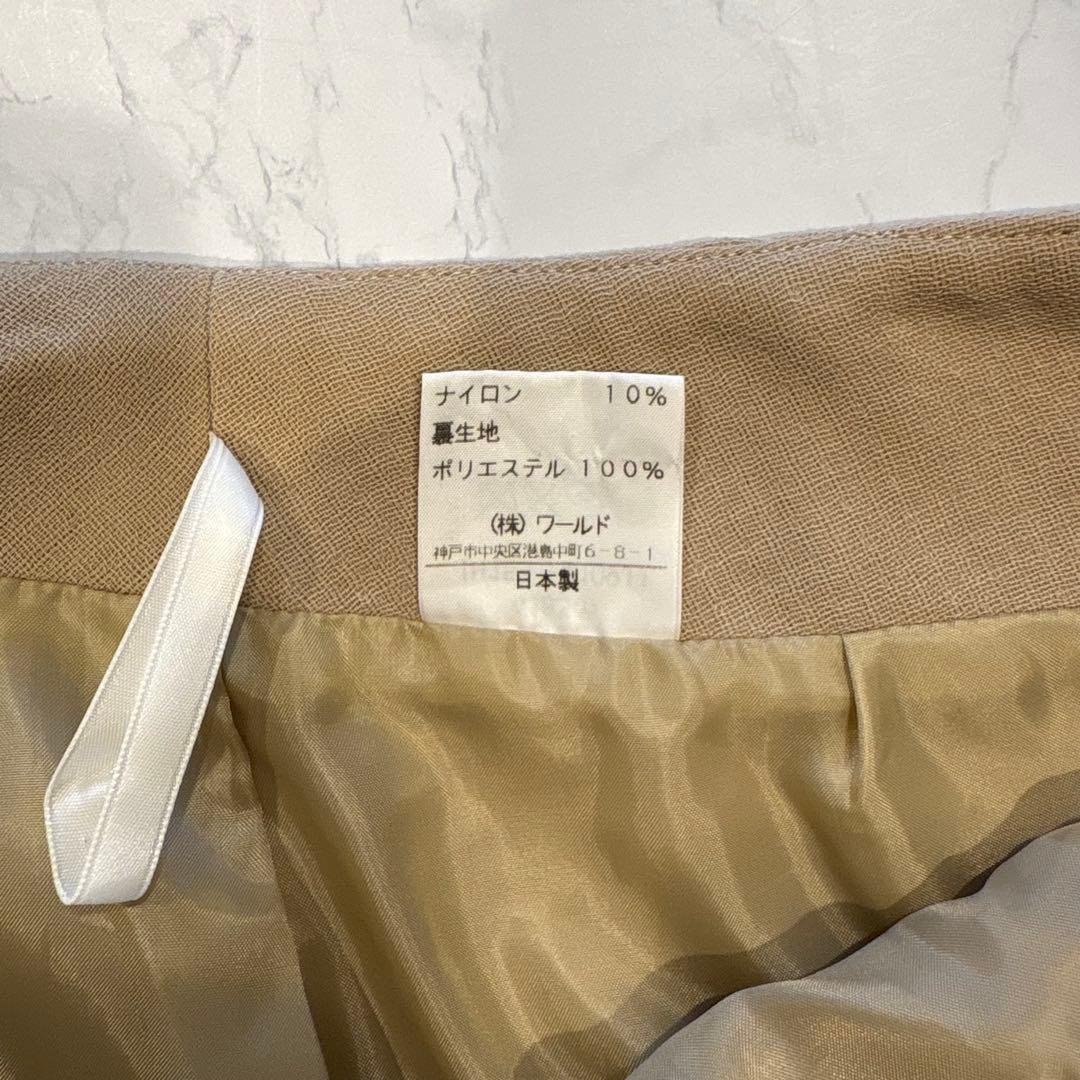 ナイロン 10%
裏生地
ポリエステル 100%
(株) ワールド
神戸市中央区港島中町6-8-1
日本製